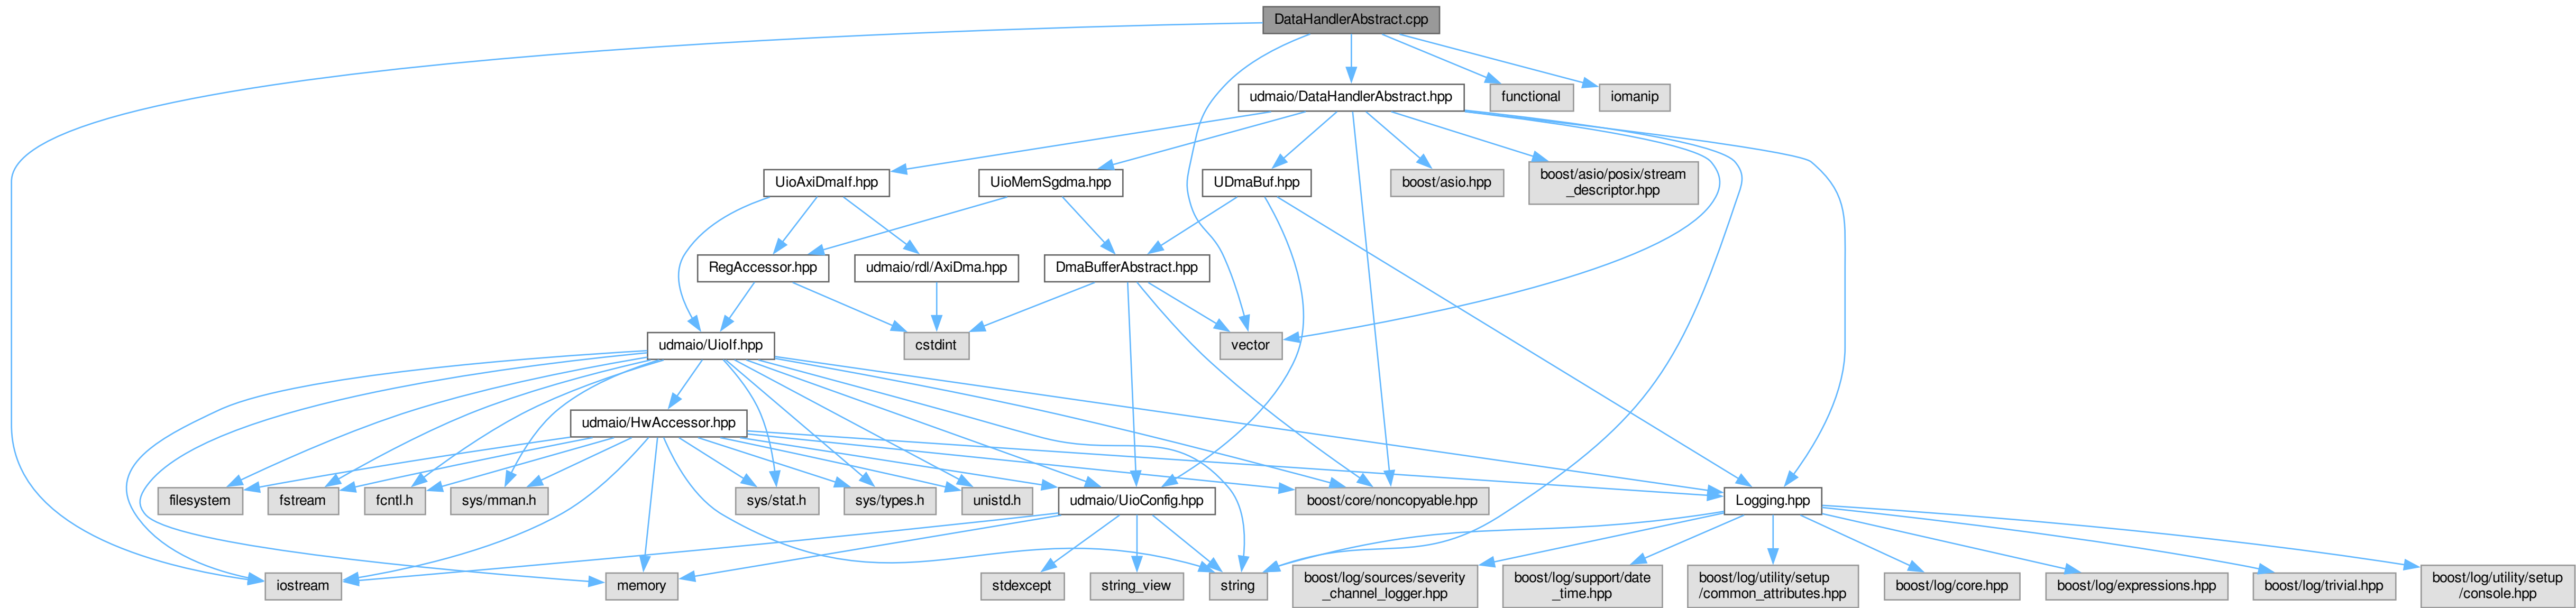 DataHandlerAbstract.cpp
udmaio/DataHandlerAbstract.hpp
functional
iomanip
UioAxiDmaIf.hpp
UioMemSgdma.hpp
UDmaBuf.hpp
boost/asio.hpp
boost/asio/posix/stream
_descriptor.hpp
RegAccessor.hpp
udmaio/rdl/AxiDma.hpp
DmaBufferAbstract.hpp
udmaio/UioIf.hpp
cstdint
vector
udmaio/HwAccessor.hpp
filesystem
fstream
fcntl.h
sys/mman.h
sys/stat.h
sys/types.h
unistd.h
udmaio/UioConfig.hpp
boost/core/noncopyable.hpp
Logging.hpp
iostream
memory
stdexcept
string_view
string
boost/log/sources/severity
_channel_logger.hpp
boost/log/support/date
_time.hpp
boost/log/utility/setup
/common_attributes.hpp
boost/log/core.hpp
boost/log/expressions.hpp
boost/log/trivial.hpp
boost/log/utility/setup
/console.hpp